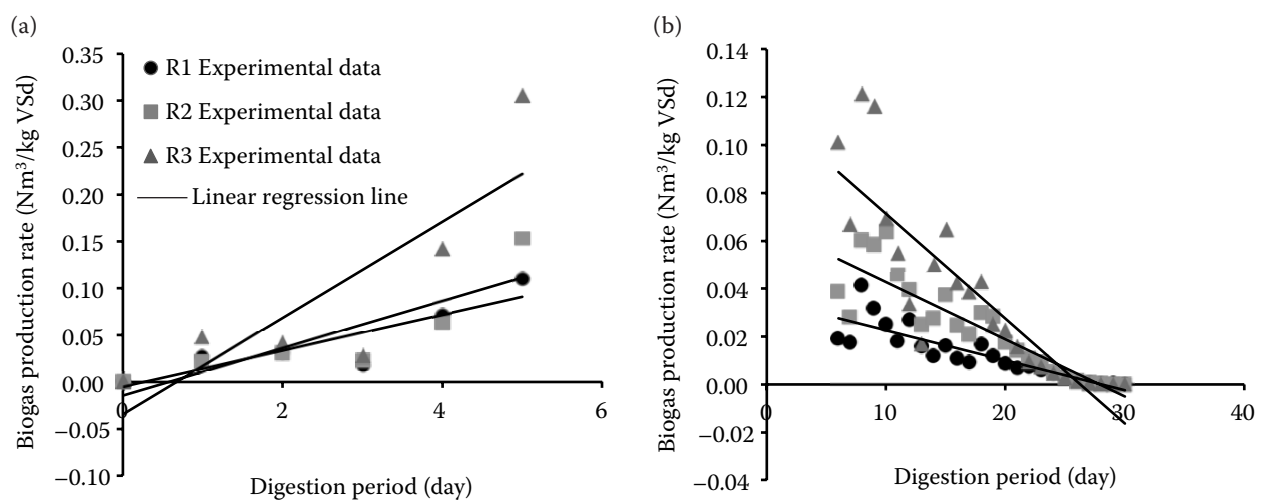 (a)
Biogas production rate (Nm³/kg VSd)
0.35
0.30
0.25
0.20
0.15
0.10
0.05
0.00
−0.05
−0.10
R1 Experimental data
R2 Experimental data
R3 Experimental data
Linear regression line
0 2 4 6
Digestion period (day)
(b)
Biogas production rate (Nm³/kg VSd)
0.14
0.12
0.10
0.08
0.06
0.04
0.02
0.00
−0.02
−0.04
0 10 20 30 40
Digestion period (day)